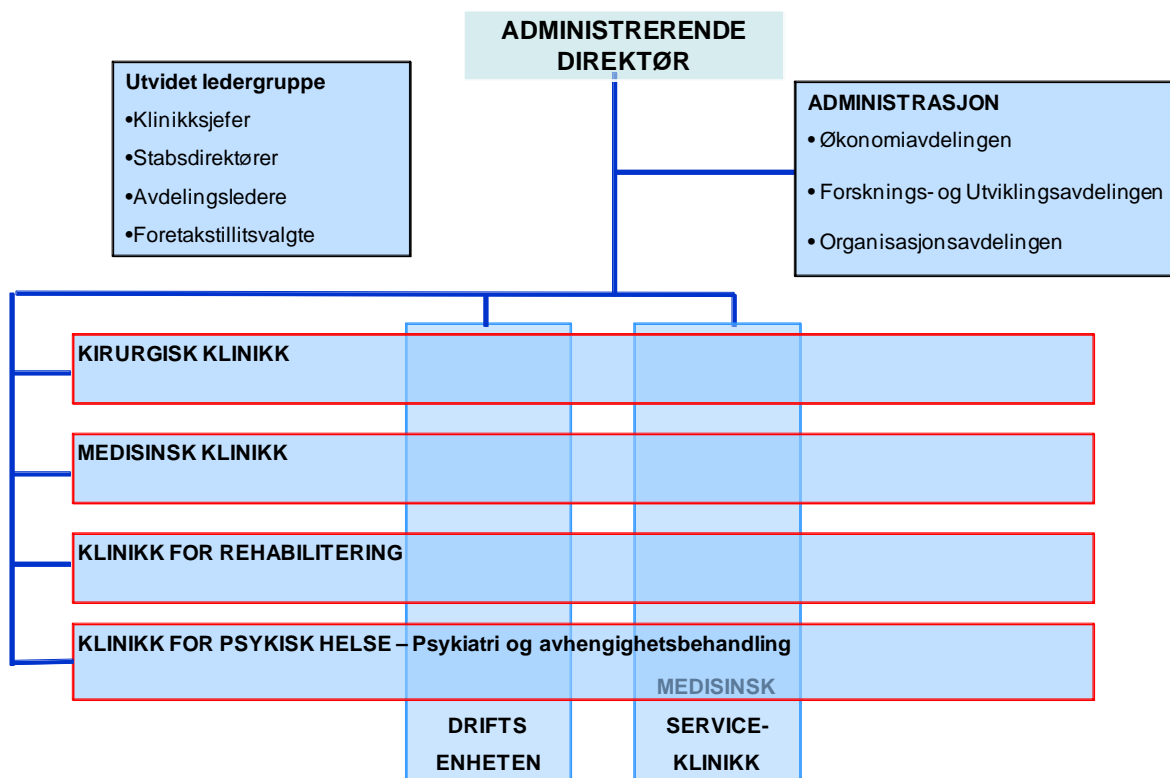 ADMINISTRERENDE
DIREKTØR
Utvidet ledergruppe
•Klinikksjefer
•Stabsdirektører
•Avdelingsledere
•Foretakstillitsvalgte
ADMINISTRASJON
• Økonomiavdelingen
• Forsknings- og Utviklingsavdelingen
• Organisasjonsavdelingen
KIRURGISK KLINIKK
MEDISINSK KLINIKK
KLINIKK FOR REHABILITERING
KLINIKK FOR PSYKISK HELSE – Psykiatri og avhengighetsbehandling
DRIFTS
ENHETEN
MEDISINSK
SERVICE-
KLINIKK